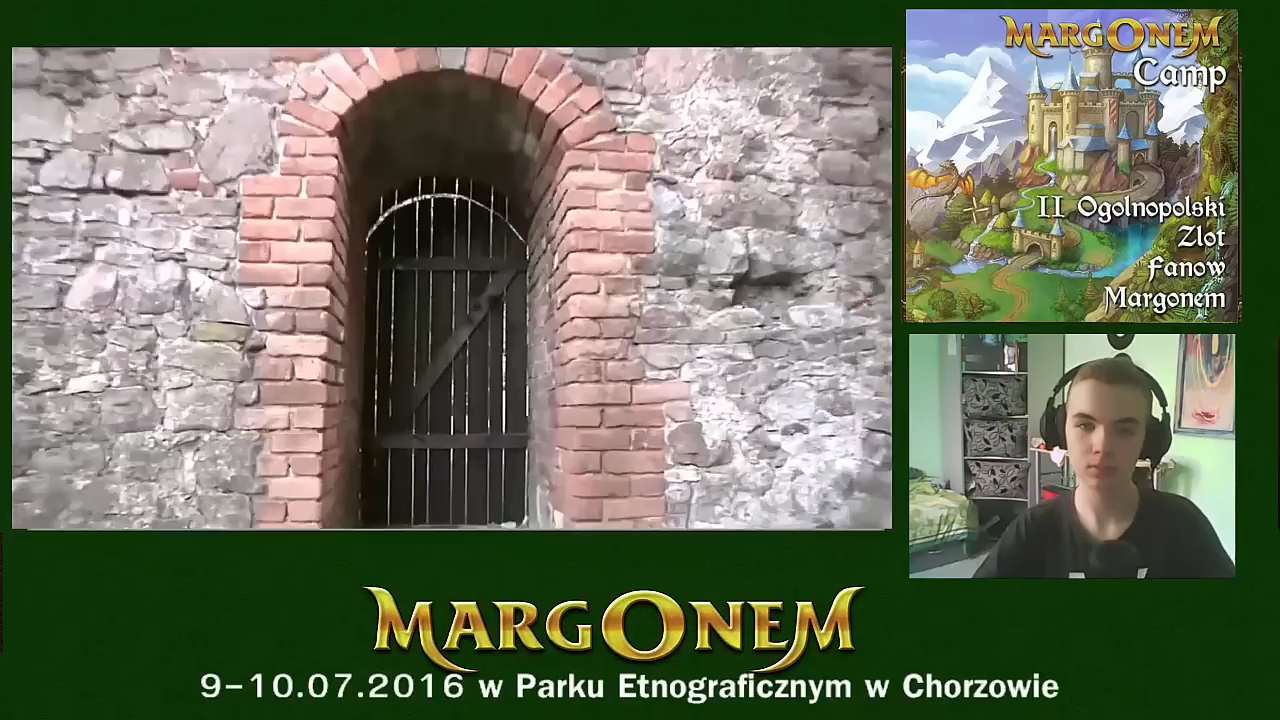 MARGONEM
Camp
II Ogolnopolski
Zlot
Fanow
Margonem
MARGONEM
9-10.07.2016 w Parku Etnograficznym w Chorzowie